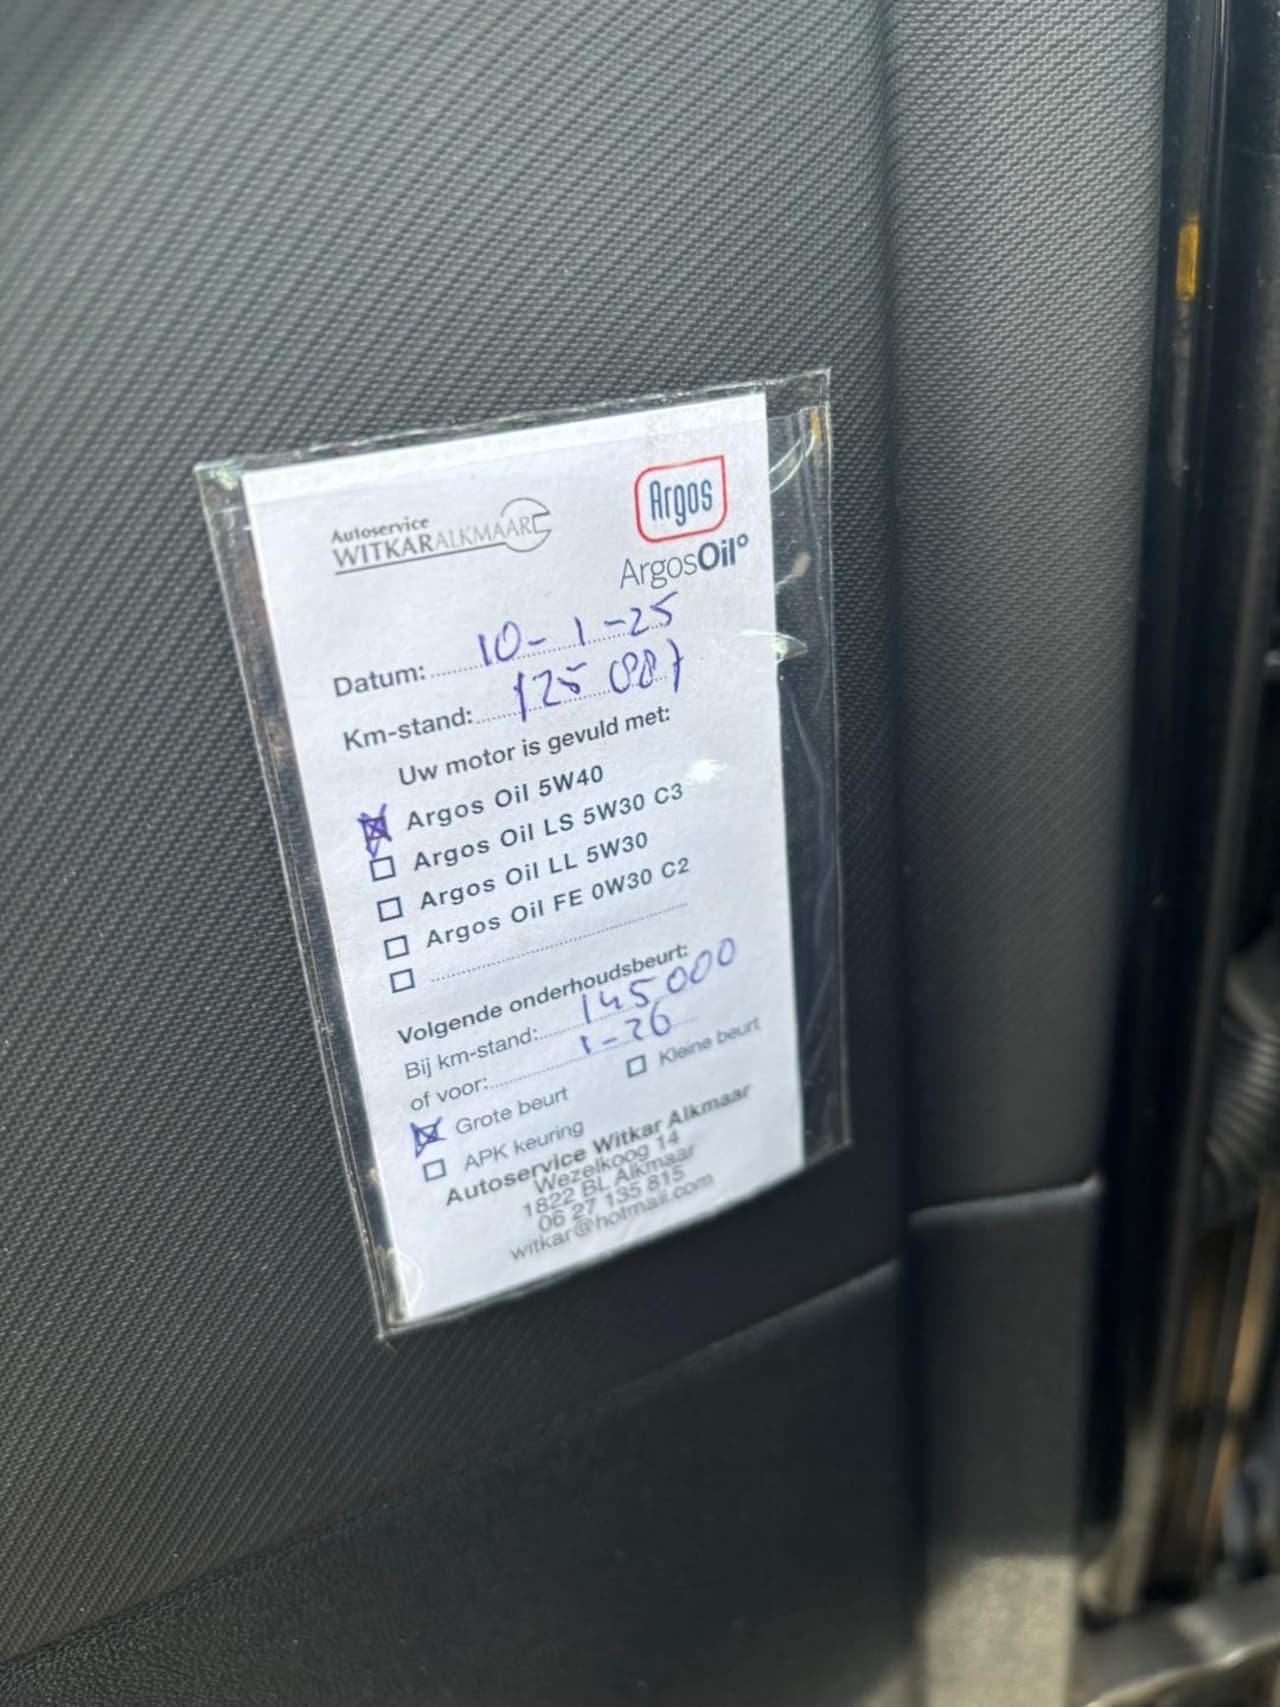 Autoservice
WITKARALKMAAR
Argos
ArgosOil°
Datum: 10-1-25
Km-stand: 125 087
Uw motor is gevuld met:
Argos Oil 5W40
Argos Oil LS 5W30 C3
Argos Oil LL 5W30
Argos Oil FE 0W30 C2
Volgende onderhoudsbeurt:
Bij km-stand: 145 000
of voor: 1-26
Grote beurt Kleine beurt
APK keuring
Autoservice Witkar Alkmaar
Wezelkoog 14
1822 BL Alkmaar
06 27 135 815
witkar@hotmail.com